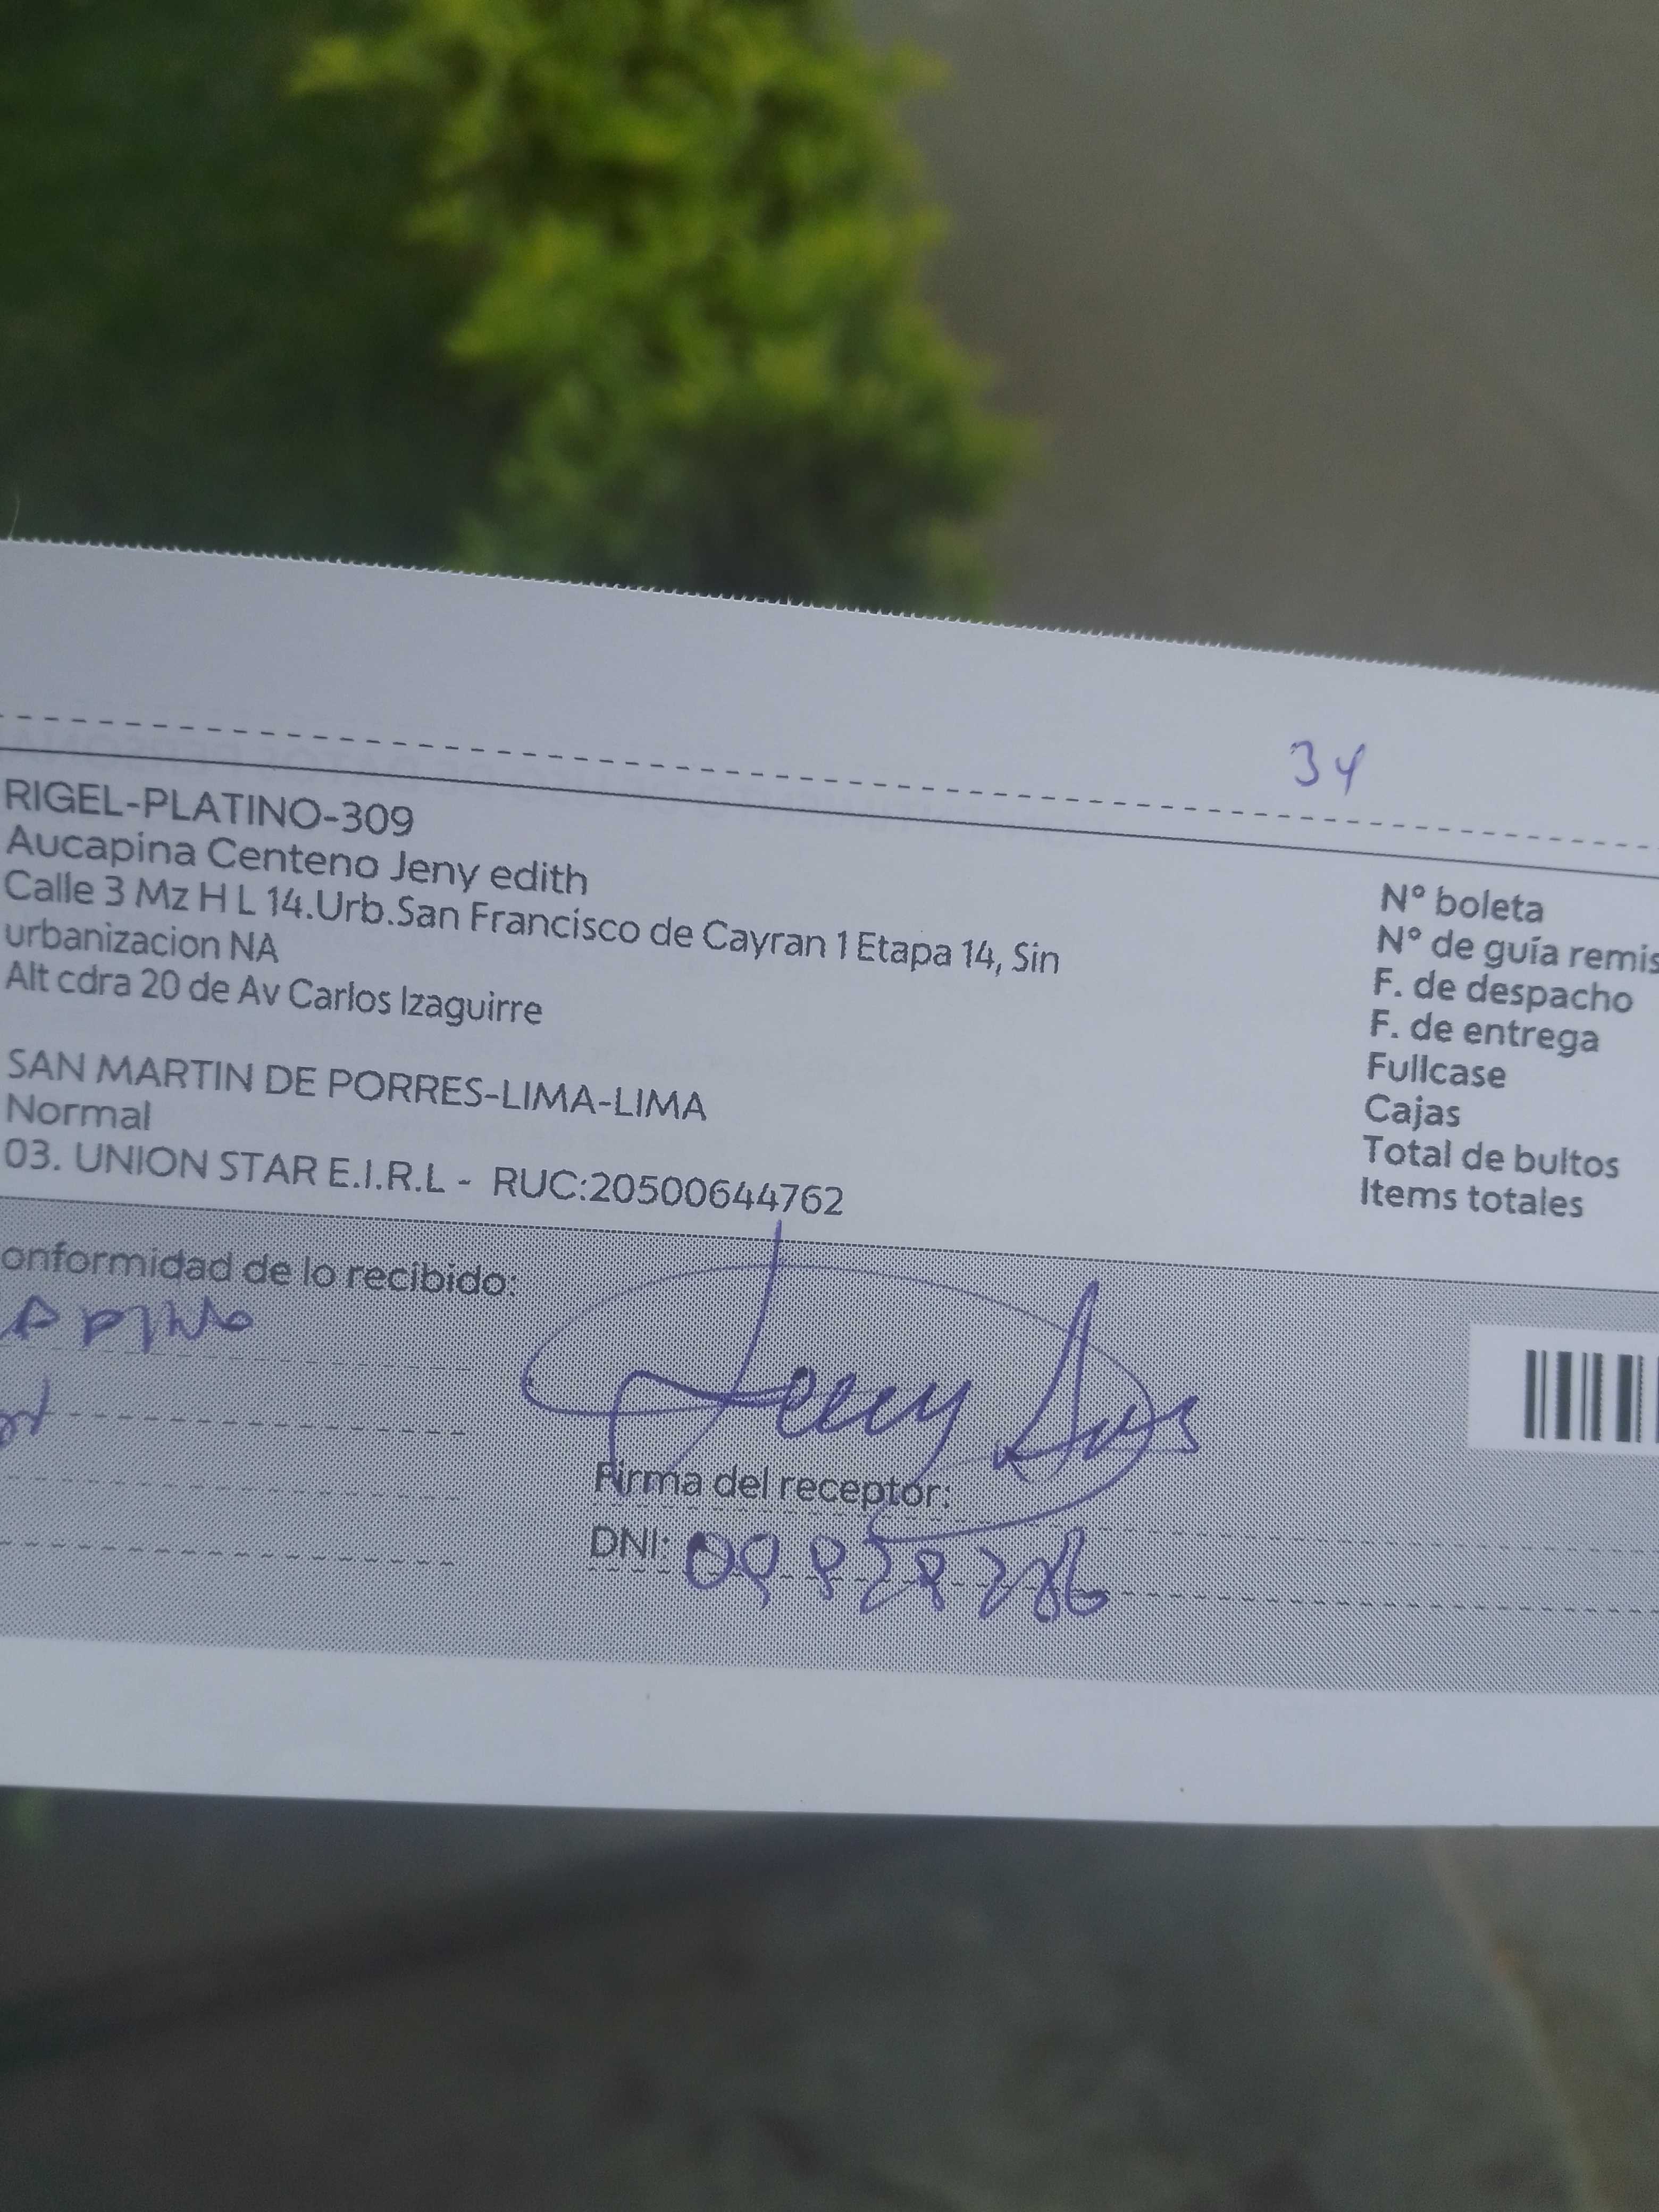 34
RIGEL-PLATINO-309
Aucapina Centeno Jeny edith
Calle 3 Mz H L 14.Urb.San Francisco de Cayran 1 Etapa 14, Sin
urbanizacion NA
Alt cdra 20 de Av Carlos Izaguirre
SAN MARTIN DE PORRES-LIMA-LIMA
Normal
03. UNION STAR E.I.R.L - RUC:20500644762
Nº boleta
Nº de guía remis
F. de despacho
F. de entrega
Fullcase
Cajas
Total de bultos
Items totales
onformidad de lo recibido:
Firma del receptor:
DNI: